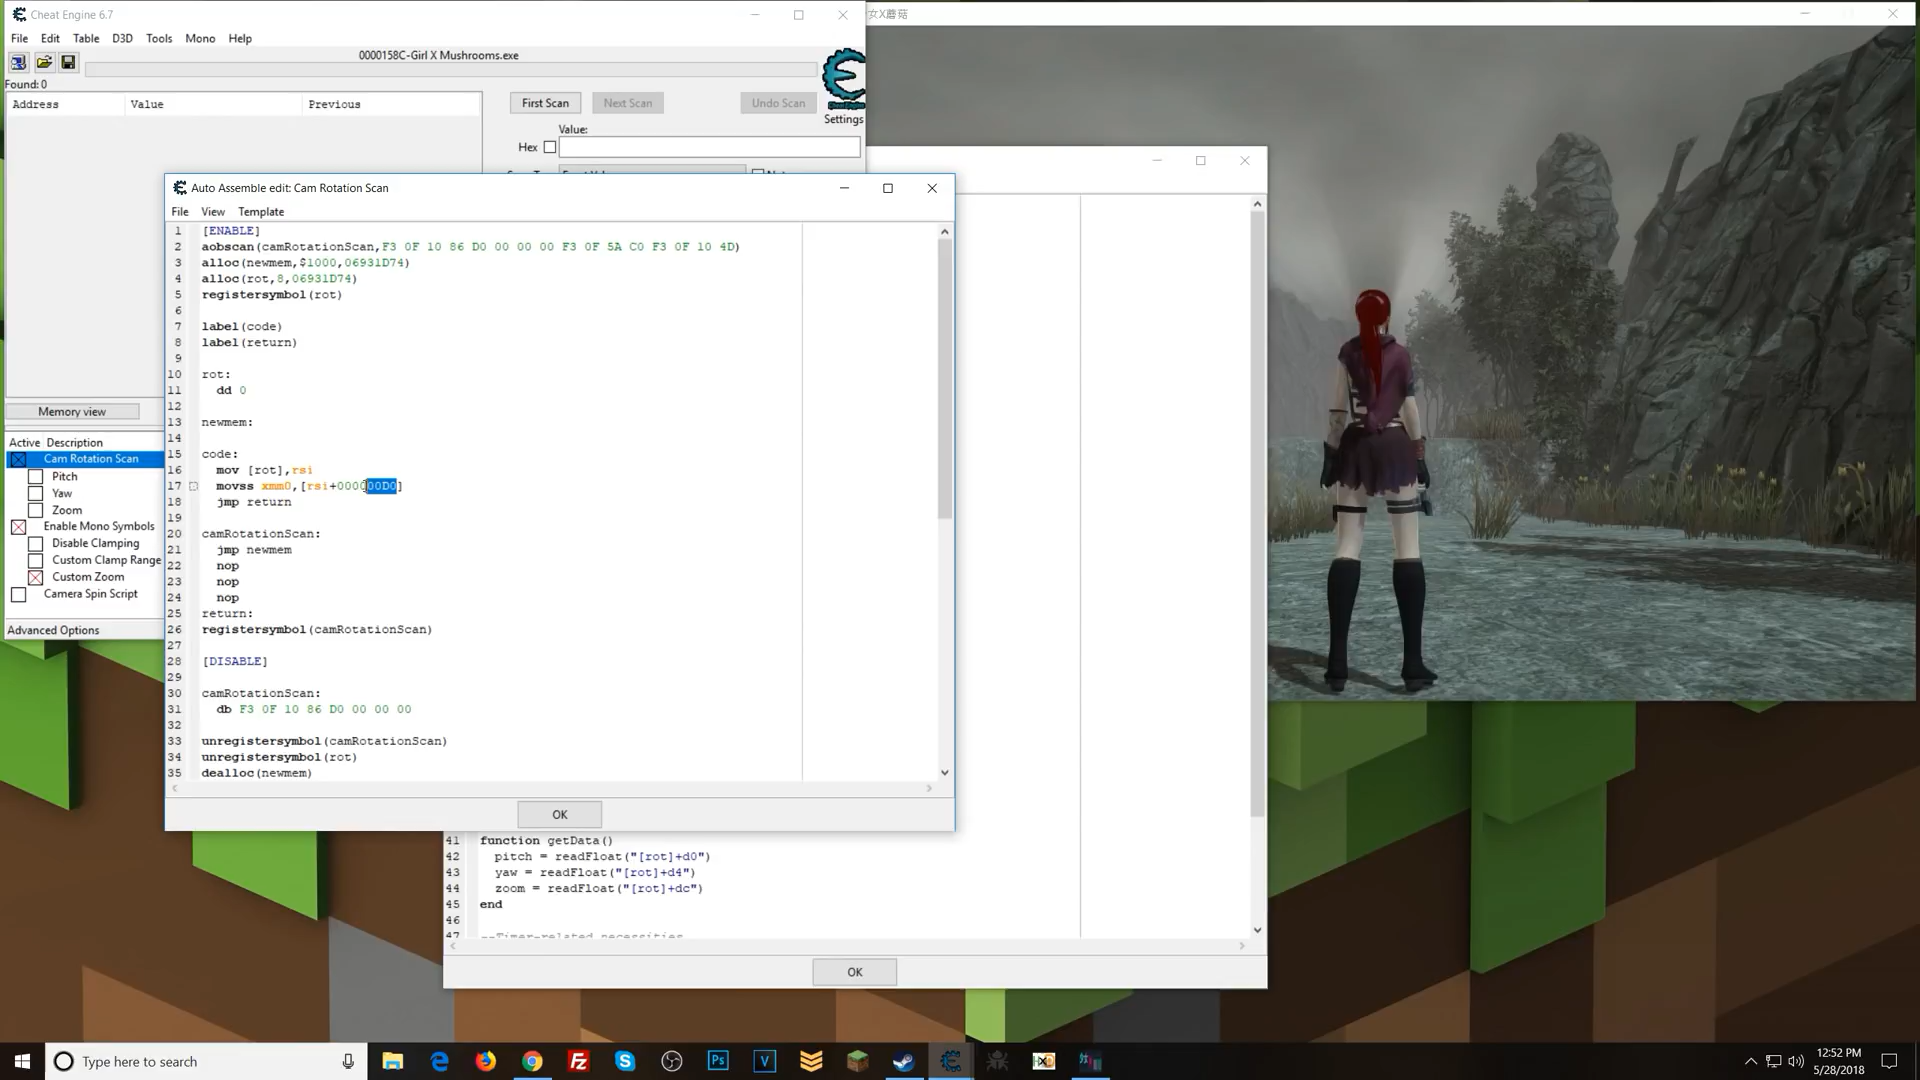 Cheat Engine 6.7
File Edit Table D3D Tools Mono Help
0000158C-Girl X Mushrooms.exe
Found: 0
Address Value Previous
First Scan Next Scan Undo Scan
Settings
Value:
Hex
女X蘑菇
Auto Assemble edit: Cam Rotation Scan
File View Template
1 [ENABLE]
2 aobscan(camRotationScan,F3 0F 10 86 D0 00 00 00 F3 0F 5A C0 F3 0F 10 4D)
3 alloc(newmem,$1000,06931D74)
4 alloc(rot,8,06931D74)
5 registersymbol(rot)
6
7 label(code)
8 label(return)
9
10 rot:
11 dd 0
12
13 newmem:
14
15 code:
16 mov [rot],rsi
17 movss xmm0,[rsi+000000D0]
18 jmp return
19
20 camRotationScan:
21 jmp newmem
22 nop
23 nop
24 nop
25 return:
26 registersymbol(camRotationScan)
27
28 [DISABLE]
29
30 camRotationScan:
31 db F3 0F 10 86 D0 00 00 00
32
33 unregistersymbol(camRotationScan)
34 unregistersymbol(rot)
35 dealloc(newmem)
OK
Memory view
Active Description
Cam Rotation Scan
Pitch
Yaw
Zoom
Enable Mono Symbols
Disable Clamping
Custom Clamp Range
Custom Zoom
Camera Spin Script
Advanced Options
41 function getData()
42 pitch = readFloat("[rot]+d0")
43 yaw = readFloat("[rot]+d4")
44 zoom = readFloat("[rot]+dc")
45 end
46
47 --Timer-related necessities
OK
Type here to search
12:52 PM
5/28/2018